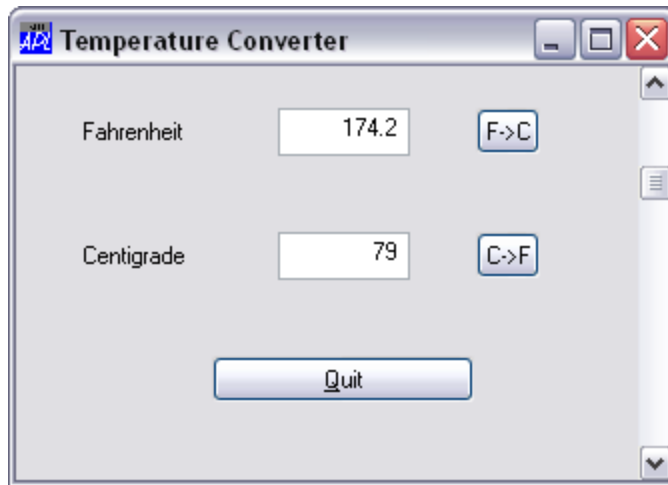 Temperature Converter
Fahrenheit 174.2 F->C
Centigrade 79 C->F
Quit